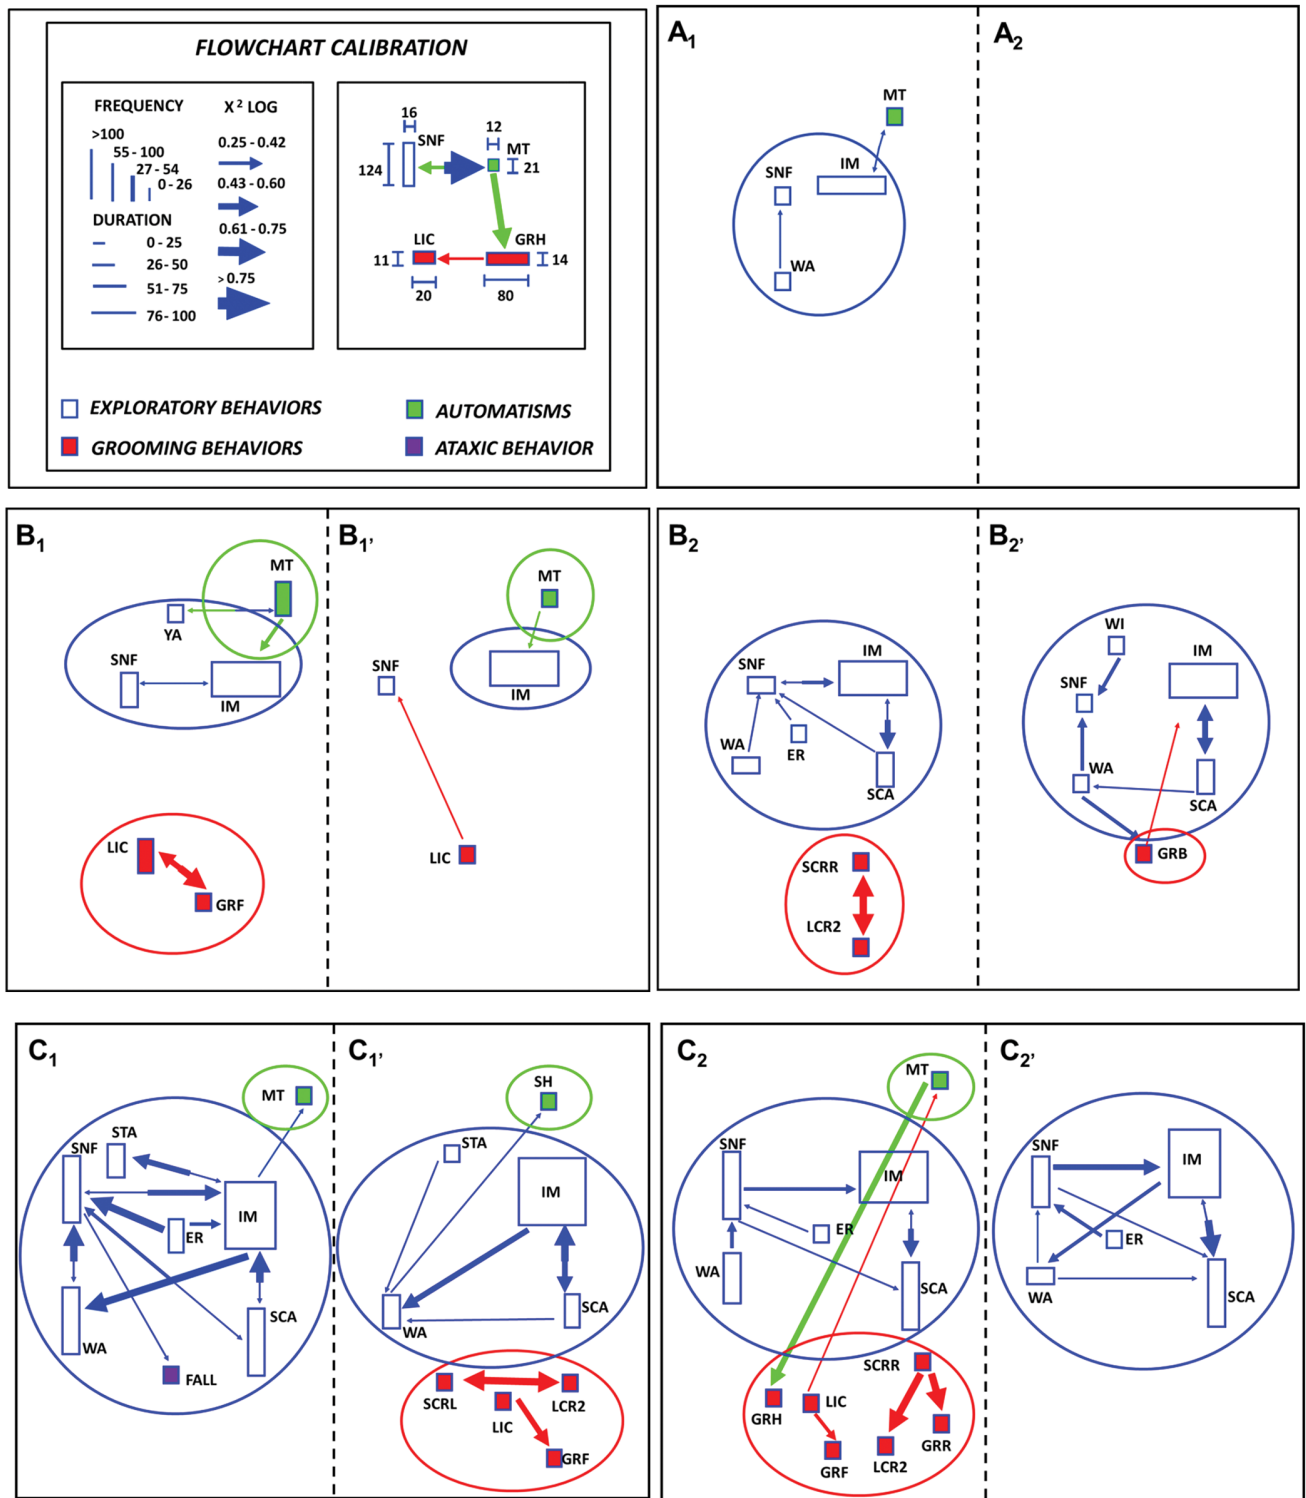 FLOWCHART CALIBRATION
FREQUENCY
>100
55 - 100
27 - 54
0 - 26
DURATION
0 - 25
26 - 50
51 - 75
76 - 100
X² LOG
0.25 - 0.42
0.43 - 0.60
0.61 - 0.75
> 0.75
16
SNF
124
12
MT
21
LIC
11
20
GRH
14
80
EXPLORATORY BEHAVIORS
AUTOMATISMS
GROOMING BEHAVIORS
ATAXIC BEHAVIOR
A1
A2
MT
IM
SNF
WA
B1
MT
YA
SNF
IM
LIC
GRF
B1'
MT
SNF
IM
LIC
B2
IM
SNF
WA
ER
SCA
SCRR
LCR2
B2'
WI
IM
SNF
WA
SCA
GRB
C1
MT
STA
SNF
IM
ER
SCA
WA
FALL
C1'
SH
STA
IM
SCA
WA
SCRL
LIC
LCR2
GRF
C2
MT
SNF
IM
ER
WA
SCA
SCRR
GRH
LIC
GRR
GRF
LCR2
C2'
SNF
IM
ER
WA
SCA